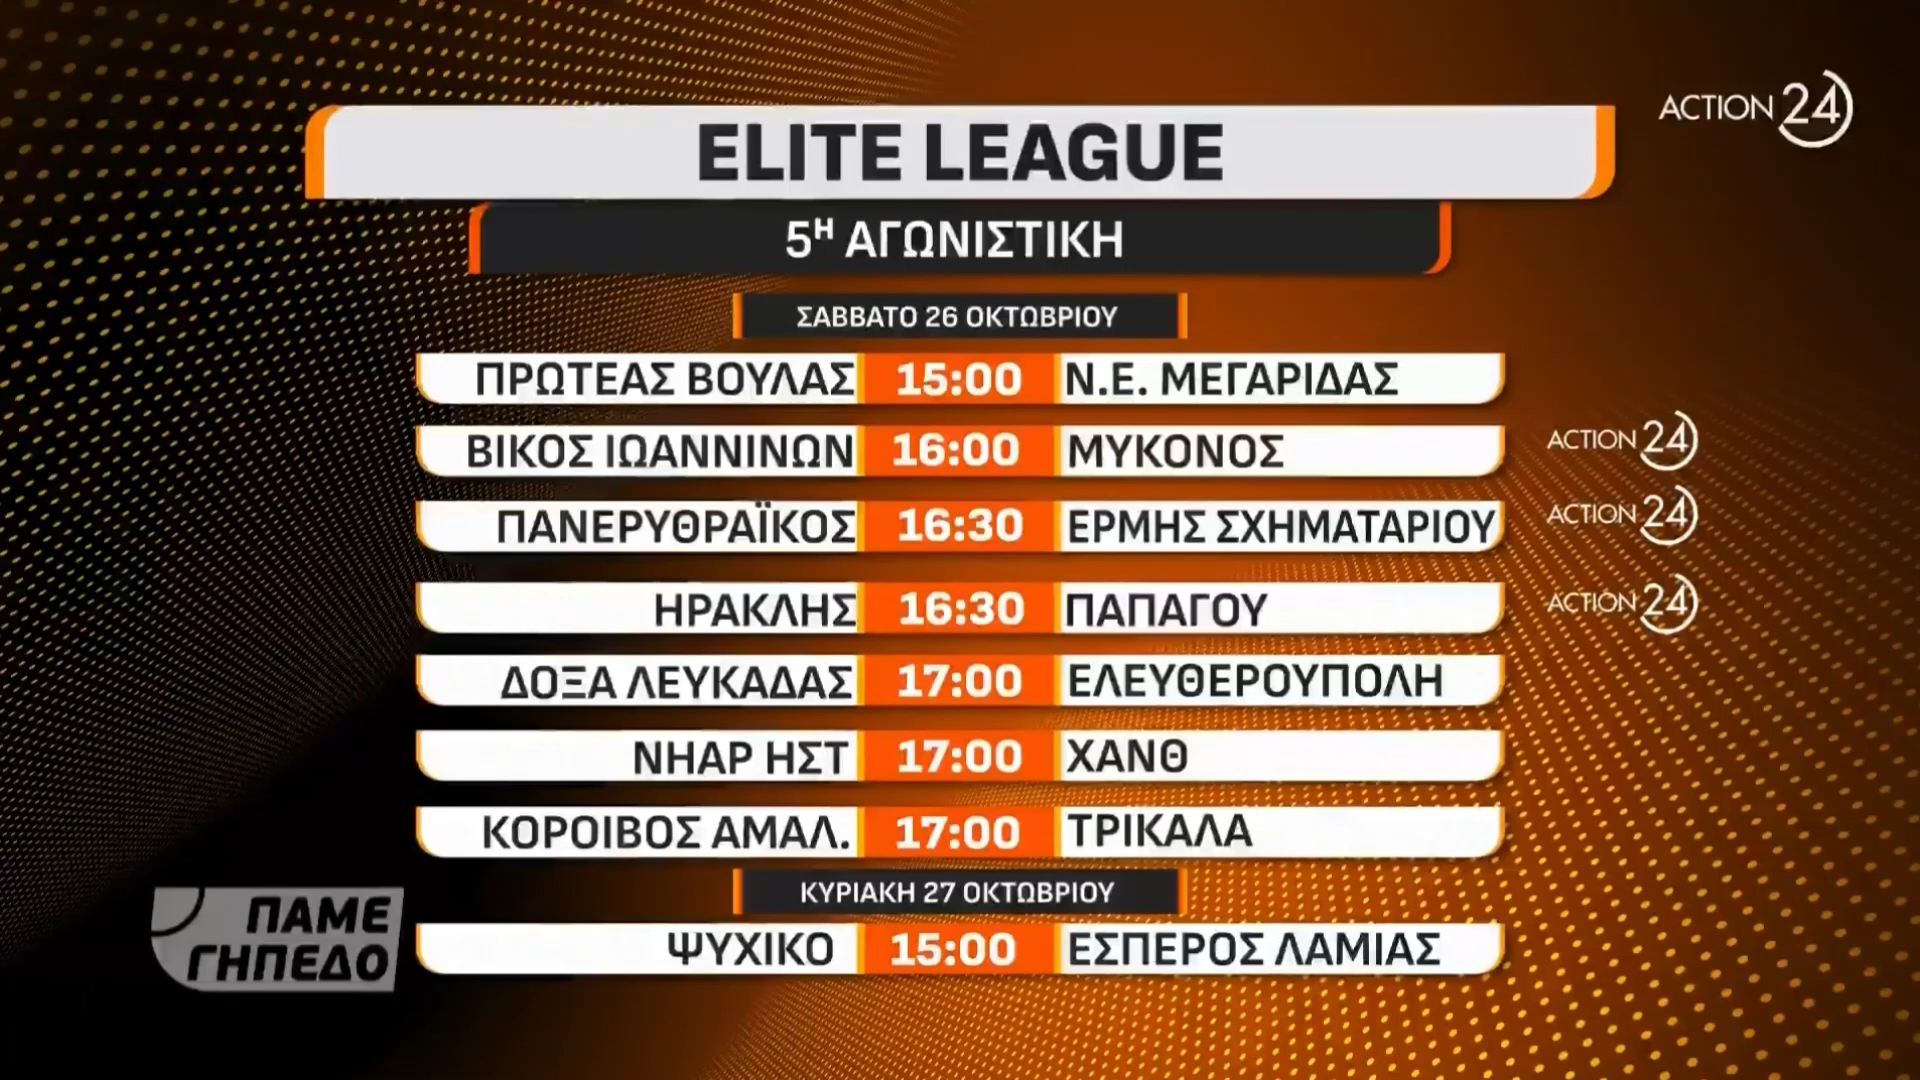 ACTION 24
ELITE LEAGUE
5Η ΑΓΩΝΙΣΤΙΚΗ
ΣΑΒΒΑΤΟ 26 ΟΚΤΩΒΡΙΟΥ
ΠΡΩΤΕΑΣ ΒΟΥΛΑΣ 15:00 Ν.Ε. ΜΕΓΑΡΙΔΑΣ
ΒΙΚΟΣ ΙΩΑΝΝΙΝΩΝ 16:00 ΜΥΚΟΝΟΣ ACTION 24
ΠΑΝΕΡΥΘΡΑΪΚΟΣ 16:30 ΕΡΜΗΣ ΣΧΗΜΑΤΑΡΙΟΥ ACTION 24
ΗΡΑΚΛΗΣ 16:30 ΠΑΠΑΓΟΥ ACTION 24
ΔΟΞΑ ΛΕΥΚΑΔΑΣ 17:00 ΕΛΕΥΘΕΡΟΥΠΟΛΗ
ΝΗΑΡ ΗΣΤ 17:00 ΧΑΝΘ
ΚΟΡΟΙΒΟΣ ΑΜΑΛ. 17:00 ΤΡΙΚΑΛΑ
ΚΥΡΙΑΚΗ 27 ΟΚΤΩΒΡΙΟΥ
ΨΥΧΙΚΟ 15:00 ΕΣΠΕΡΟΣ ΛΑΜΙΑΣ
ΠΑΜΕ
ΓΗΠΕΔΟ